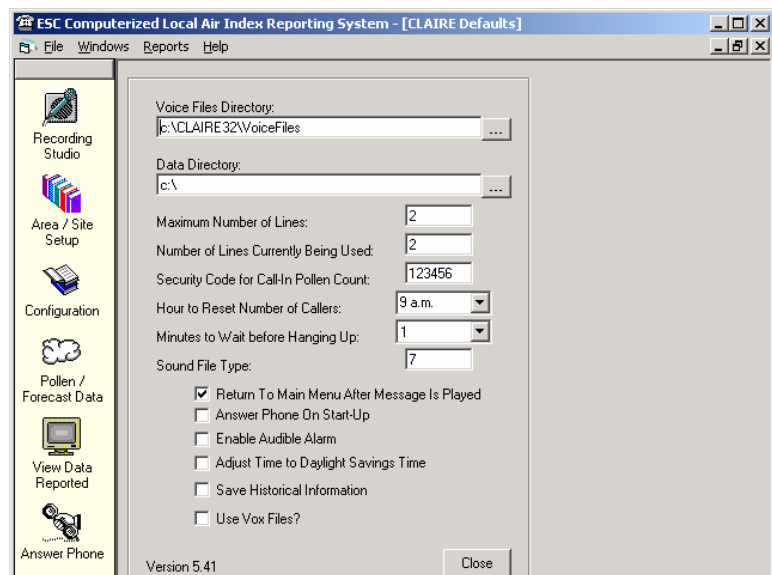 ESC Computerized Local Air Index Reporting System - [CLAIRE Defaults]
File Windows Reports Help
Recording
Studio
Area / Site
Setup
Configuration
Pollen /
Forecast Data
View Data
Reported
Answer Phone
Voice Files Directory:
c:\CLAIRE32\VoiceFiles
...
Data Directory:
c:\
...
Maximum Number of Lines: 2
Number of Lines Currently Being Used: 2
Security Code for Call-In Pollen Count: 123456
Hour to Reset Number of Callers: 9 a.m.
Minutes to Wait before Hanging Up: 1
Sound File Type: 7
Return To Main Menu After Message Is Played
Answer Phone On Start-Up
Enable Audible Alarm
Adjust Time to Daylight Savings Time
Save Historical Information
Use Vox Files?
Version 5.41
Close